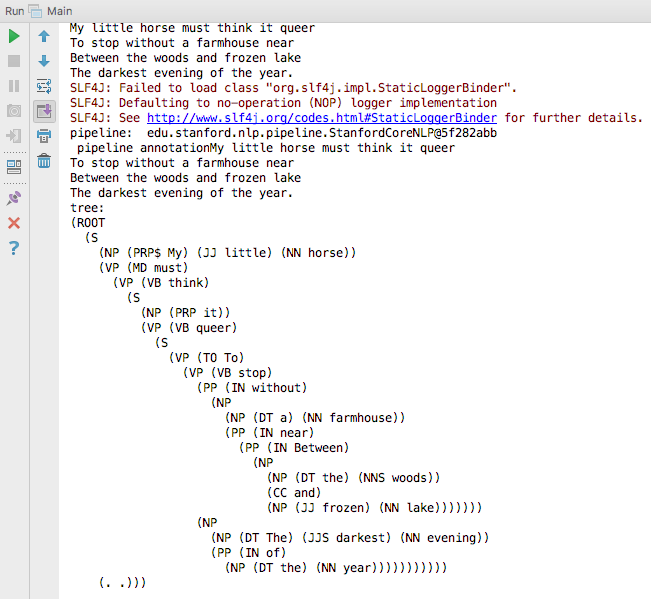 Run Main
My little horse must think it queer
To stop without a farmhouse near
Between the woods and frozen lake
The darkest evening of the year.
SLF4J: Failed to load class "org.slf4j.impl.StaticLoggerBinder".
SLF4J: Defaulting to no-operation (NOP) logger implementation
SLF4J: See http://www.slf4j.org/codes.html#StaticLoggerBinder for further details.
pipeline:  edu.stanford.nlp.pipeline.StanfordCoreNLP@5f282abb
 pipeline annotationMy little horse must think it queer
To stop without a farmhouse near
Between the woods and frozen lake
The darkest evening of the year.
tree:
(ROOT
  (S
    (NP (PRP$ My) (JJ little) (NN horse))
    (VP (MD must)
      (VP (VB think)
        (S
          (NP (PRP it))
          (VP (VB queer)
            (S
              (VP (TO To)
                (VP (VB stop)
                  (PP (IN without)
                    (NP
                      (NP (DT a) (NN farmhouse))
                      (PP (IN near)
                        (PP (IN Between)
                          (NP
                            (NP (DT the) (NNS woods))
                            (CC and)
                            (NP (JJ frozen) (NN lake)))))))
                  (NP
                    (NP (DT The) (JJS darkest) (NN evening))
                    (PP (IN of)
                      (NP (DT the) (NN year)))))))))))
    (. .)))